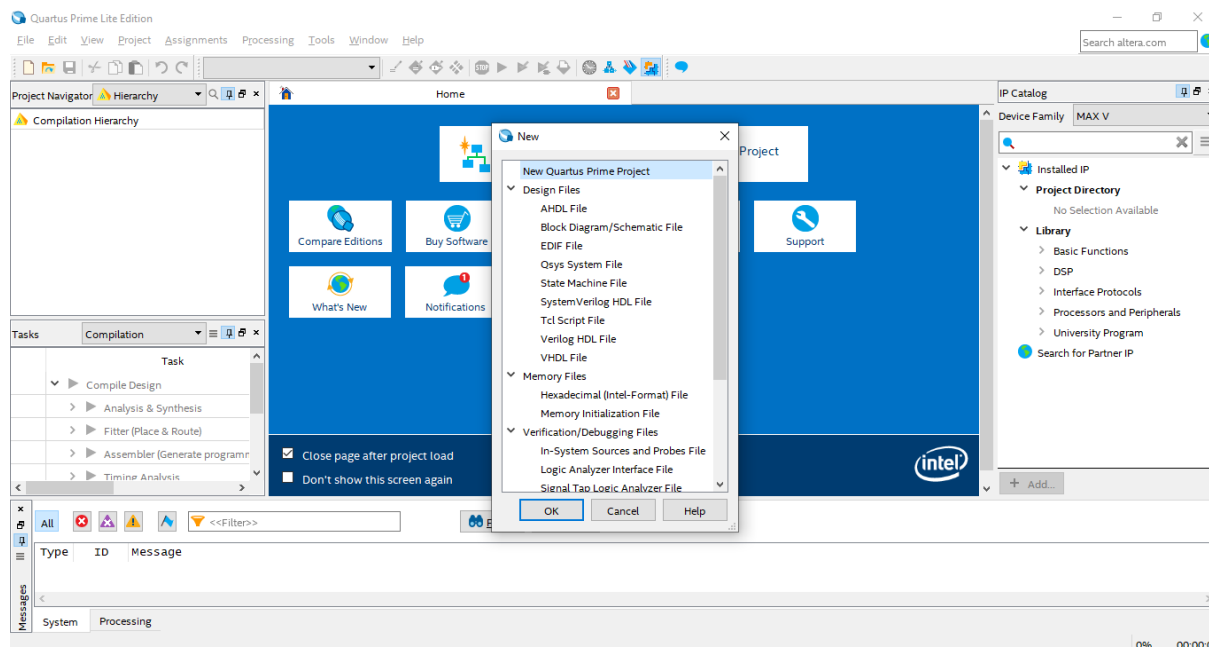 Quartus Prime Lite Edition
File Edit View Project Assignments Processing Tools Window Help
Search altera.com
Project Navigator Hierarchy
Compilation Hierarchy
Tasks Compilation
Task
Compile Design
Analysis & Synthesis
Fitter (Place & Route)
Assembler (Generate programm
Timing Analysis
Home
Project
Compare Editions
Buy Software
Support
What's New
1
Notifications
Close page after project load
Don't show this screen again
intel
New
New Quartus Prime Project
Design Files
AHDL File
Block Diagram/Schematic File
EDIF File
Qsys System File
State Machine File
SystemVerilog HDL File
Tcl Script File
Verilog HDL File
VHDL File
Memory Files
Hexadecimal (Intel-Format) File
Memory Initialization File
Verification/Debugging Files
In-System Sources and Probes File
Logic Analyzer Interface File
Signal Tap Logic Analyzer File
OK Cancel Help
IP Catalog
Device Family MAX V
Installed IP
Project Directory
No Selection Available
Library
Basic Functions
DSP
Interface Protocols
Processors and Peripherals
University Program
Search for Partner IP
+ Add...
All <<Filter>>
Type ID Message
Messages
System Processing
0% 00:00: